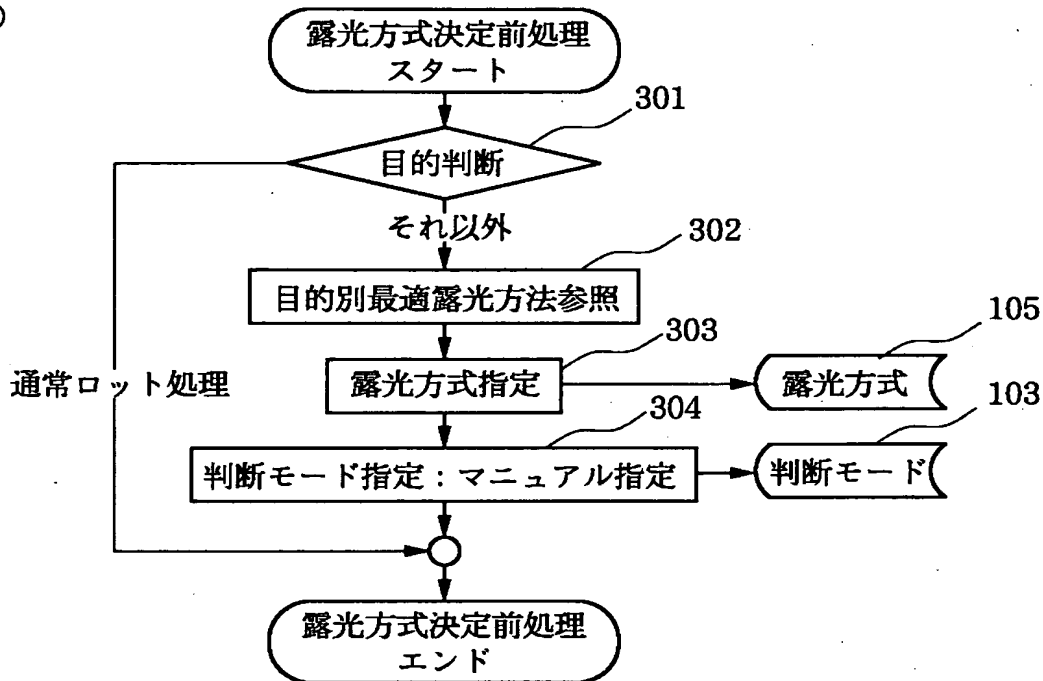 露光方式決定前処理
スタート
301
目的判断
それ以外
302
目的別最適露光方法参照
303
105
通常ロット処理
露光方式指定
露光方式
304
103
判断モード指定:マニュアル指定
判断モード
露光方式決定前処理
エンド